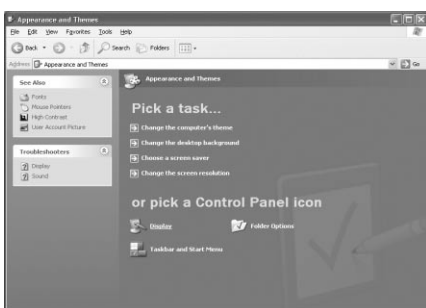 Appearance and Themes
File Edit View Favorites Tools Help
Back Search Folders
Address Appearance and Themes Go
See Also
Fonts
Mouse Pointers
High Contrast
User Account Picture
Troubleshooters
Display
Sound
Appearance and Themes
Pick a task...
Change the computer's theme
Change the desktop background
Choose a screen saver
Change the screen resolution
or pick a Control Panel icon
Display Folder Options
Taskbar and Start Menu